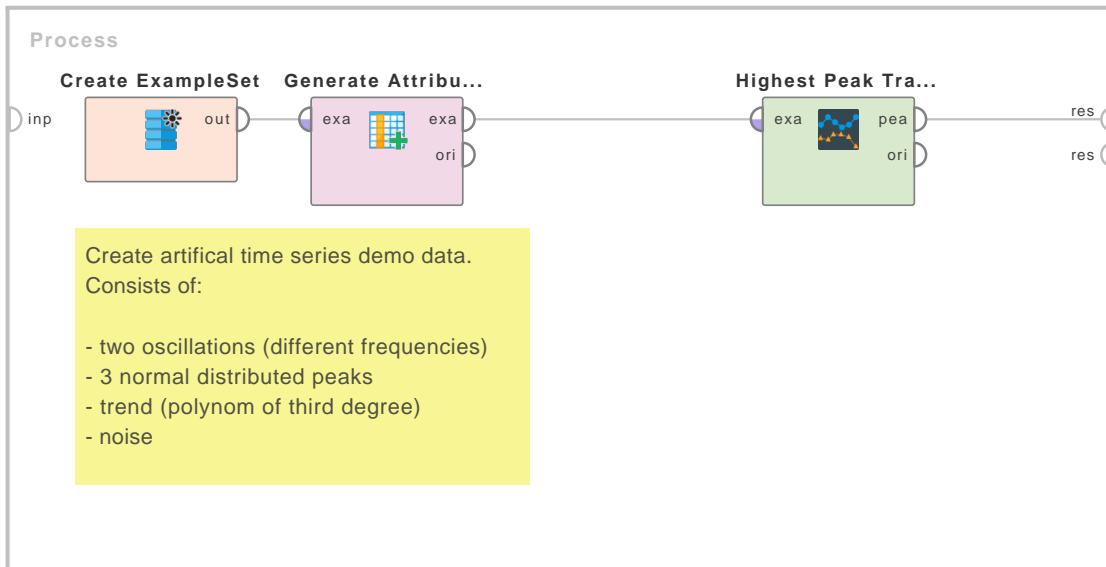 Process
Create ExampleSet
Generate Attribu...
Highest Peak Tra...
inp
out
exa
exa
exa
pea
res
ori
ori
res
Create artifical time series demo data.
Consists of:
- two oscillations (different frequencies)
- 3 normal distributed peaks
- trend (polynom of third degree)
- noise